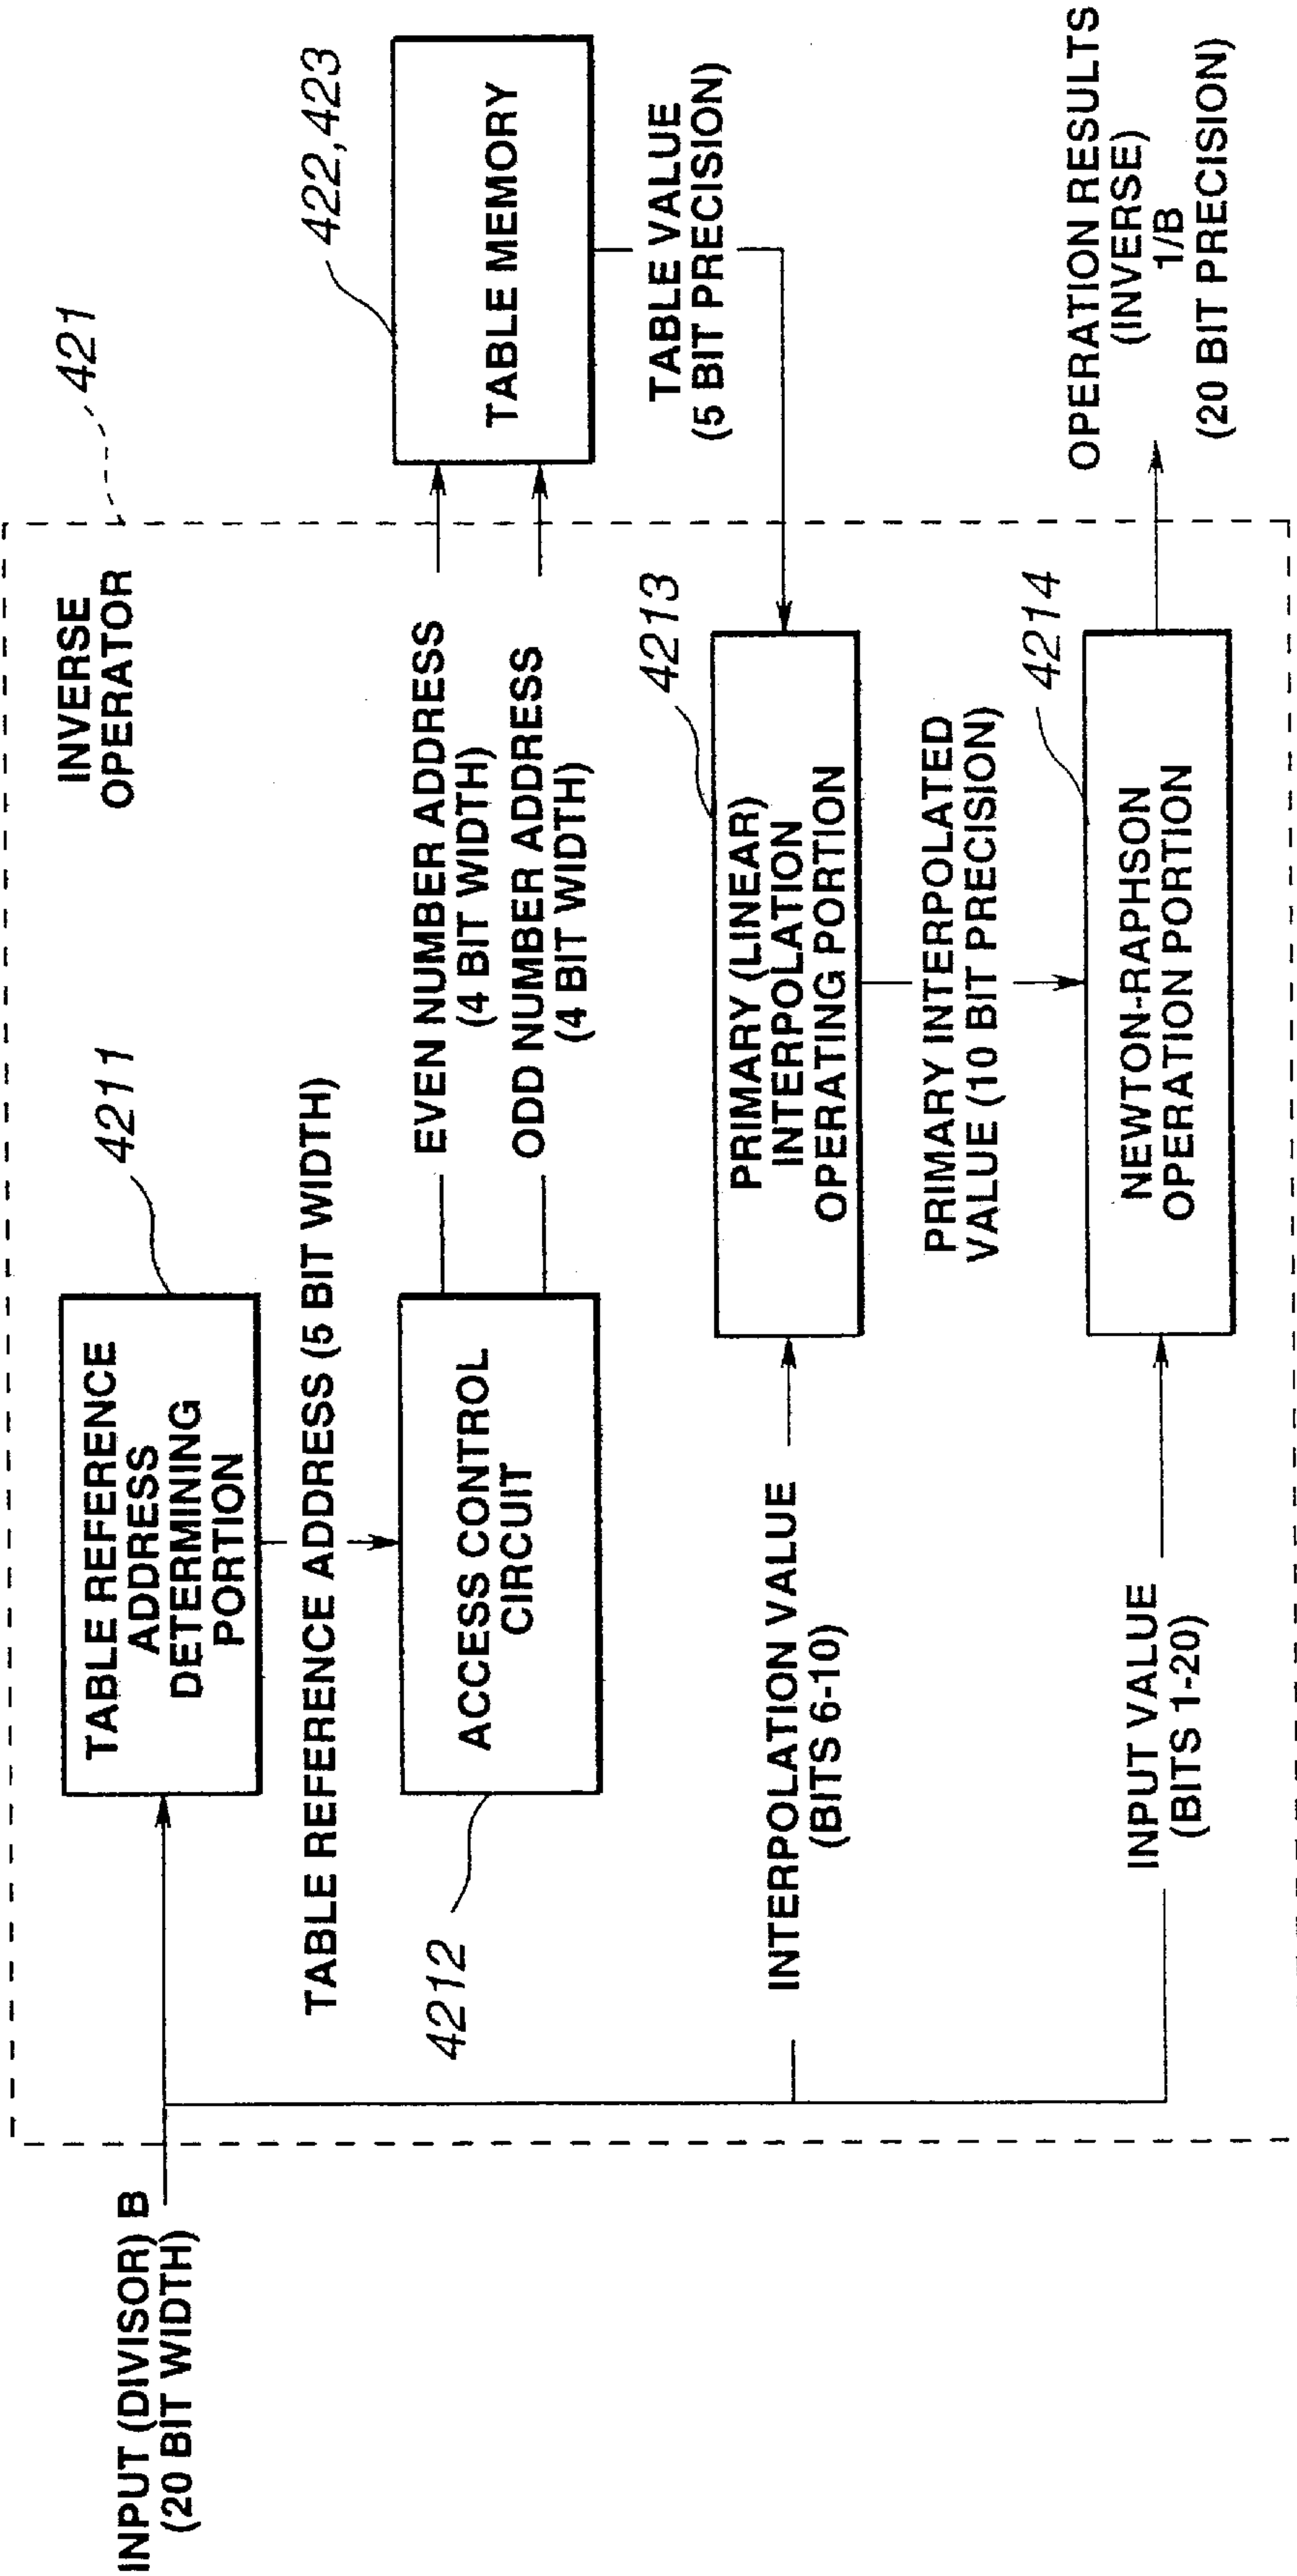 INPUT (DIVISOR) B
(20 BIT WIDTH)
INVERSE
OPERATOR
421
4211
TABLE REFERENCE
ADDRESS
DETERMINING
PORTION
TABLE REFERENCE ADDRESS (5 BIT WIDTH)
4212
ACCESS CONTROL
CIRCUIT
EVEN NUMBER ADDRESS
(4 BIT WIDTH)
ODD NUMBER ADDRESS
(4 BIT WIDTH)
422,423
TABLE MEMORY
TABLE VALUE
(5 BIT PRECISION)
INTERPOLATION VALUE
(BITS 6-10)
4213
PRIMARY (LINEAR)
INTERPOLATION
OPERATING PORTION
PRIMARY INTERPOLATED
VALUE (10 BIT PRECISION)
INPUT VALUE
(BITS 1-20)
4214
NEWTON-RAPHSON
OPERATION PORTION
OPERATION RESULTS
(INVERSE)
1/B
(20 BIT PRECISION)